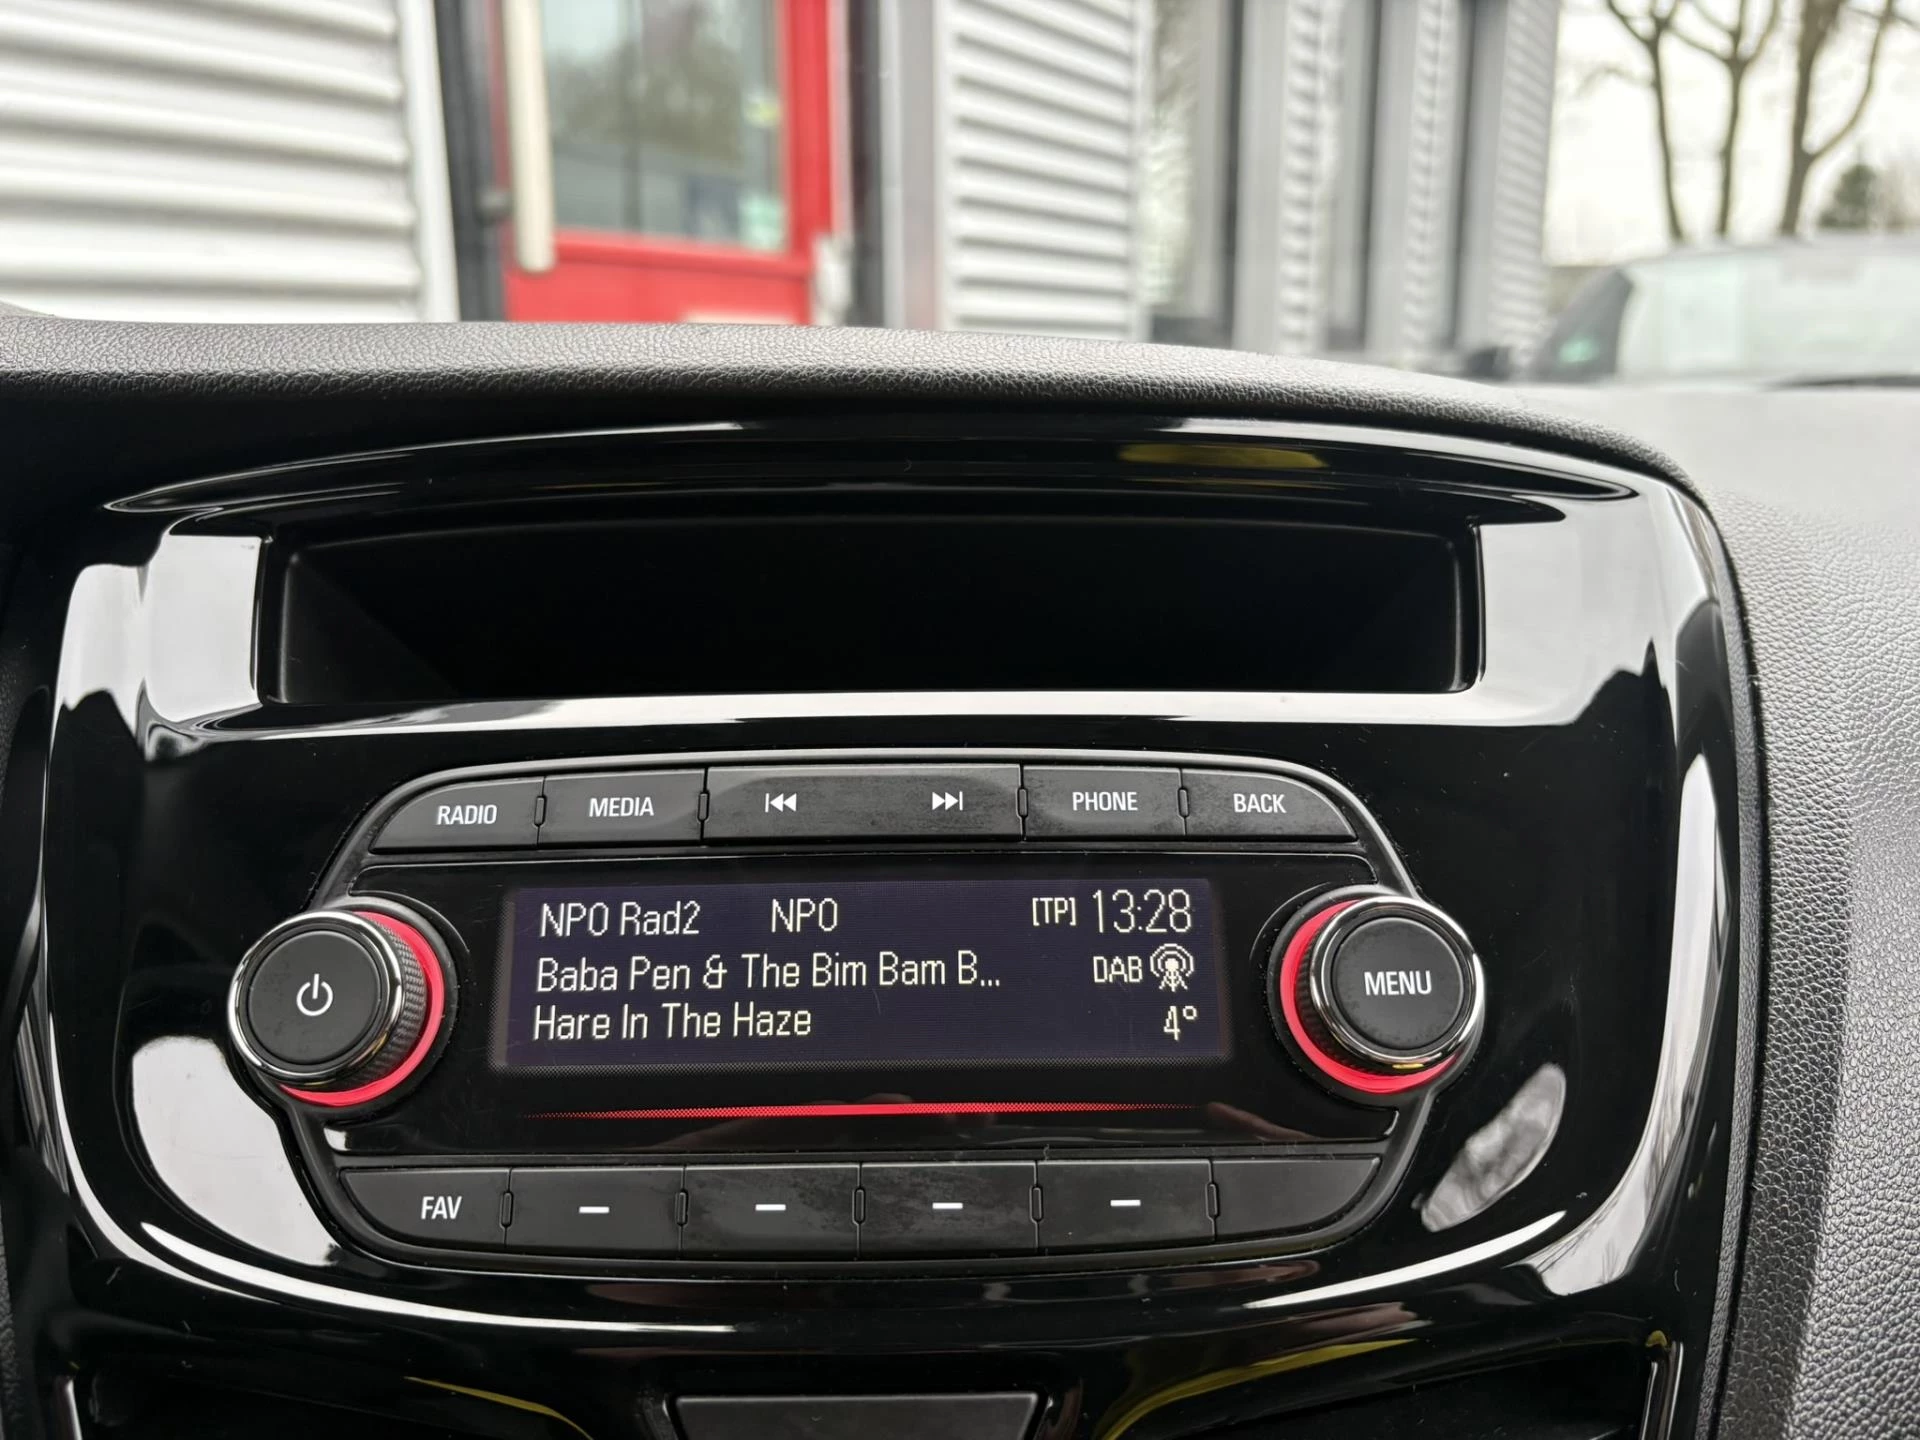 RADIO MEDIA PHONE BACK
NPO Rad2 NPO [TP] 13:28
Baba Pen & The Bim Bam B... DAB
Hare In The Haze 4°
MENU
FAV